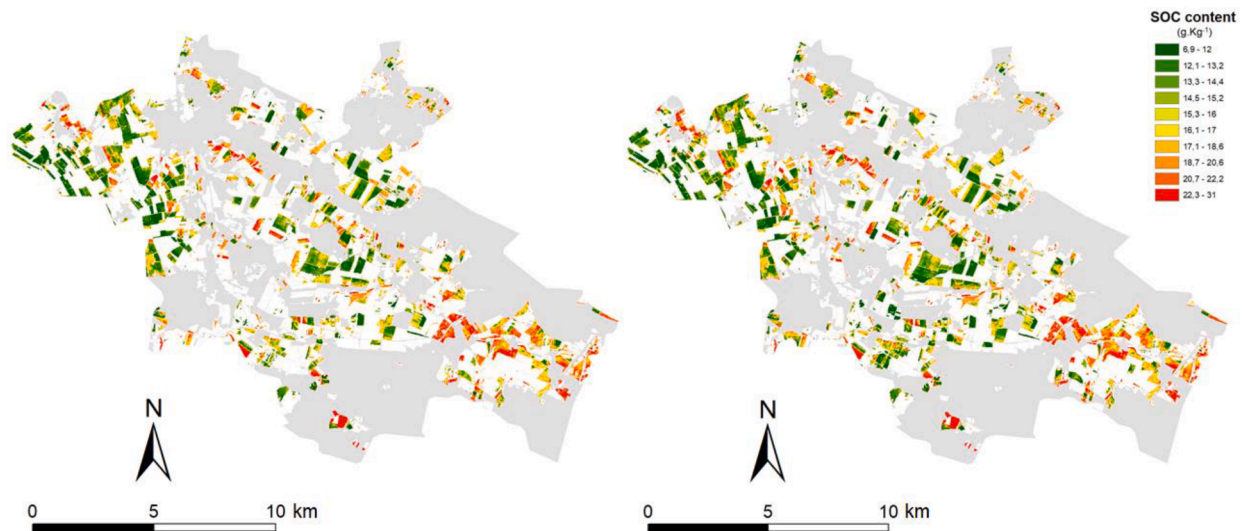 SOC content
(g.Kg⁻¹)
6,9 - 12
12,1 - 13,2
13,3 - 14,4
14,5 - 15,2
15,3 - 16
16,1 - 17
17,1 - 18,6
18,7 - 20,6
20,7 - 22,2
22,3 - 31
N
N
0 5 10 km
0 5 10 km